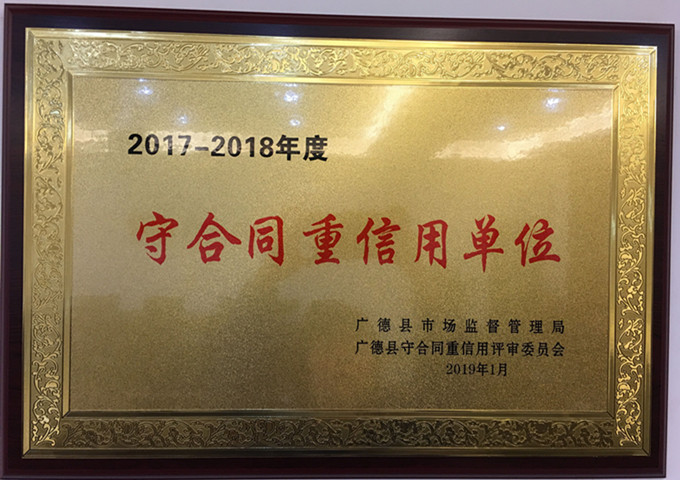 2017-2018年度
守合同重信用单位
广德县市场监督管理局
广德县守合同重信用评审委员会
2019年1月